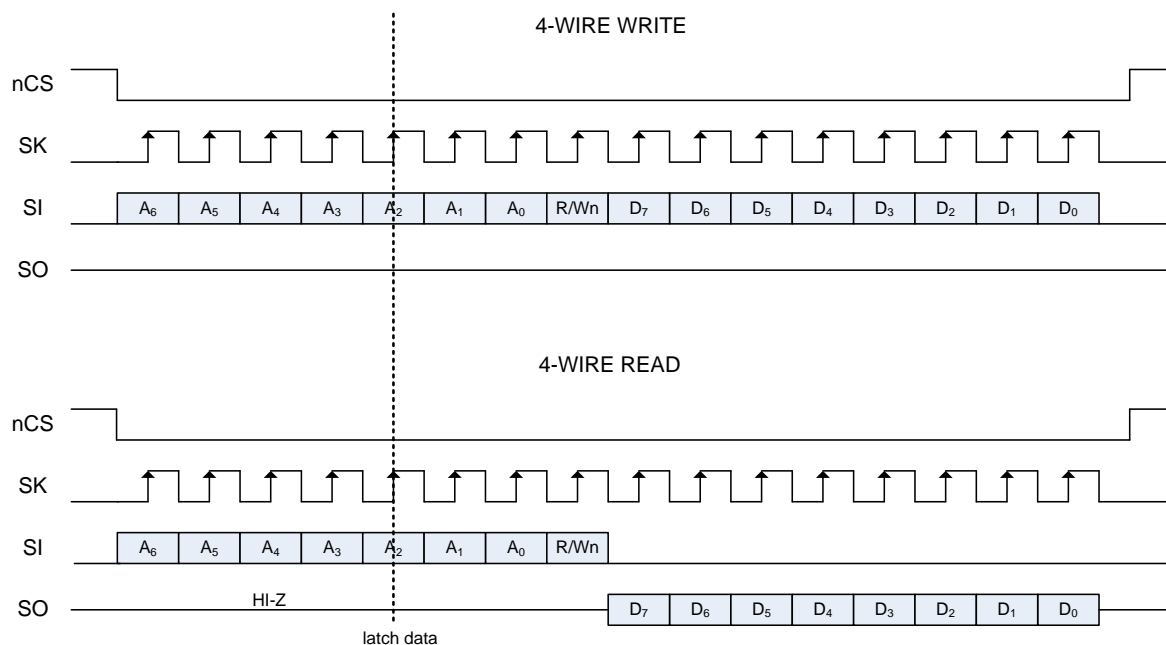 4-WIRE WRITE
nCS
SK
SI A₆ A₅ A₄ A₃ A₂ A₁ A₀ R/Wn D₇ D₆ D₅ D₄ D₃ D₂ D₁ D₀
SO
4-WIRE READ
nCS
SK
SI A₆ A₅ A₄ A₃ A₂ A₁ A₀ R/Wn
SO HI-Z D₇ D₆ D₅ D₄ D₃ D₂ D₁ D₀
latch data